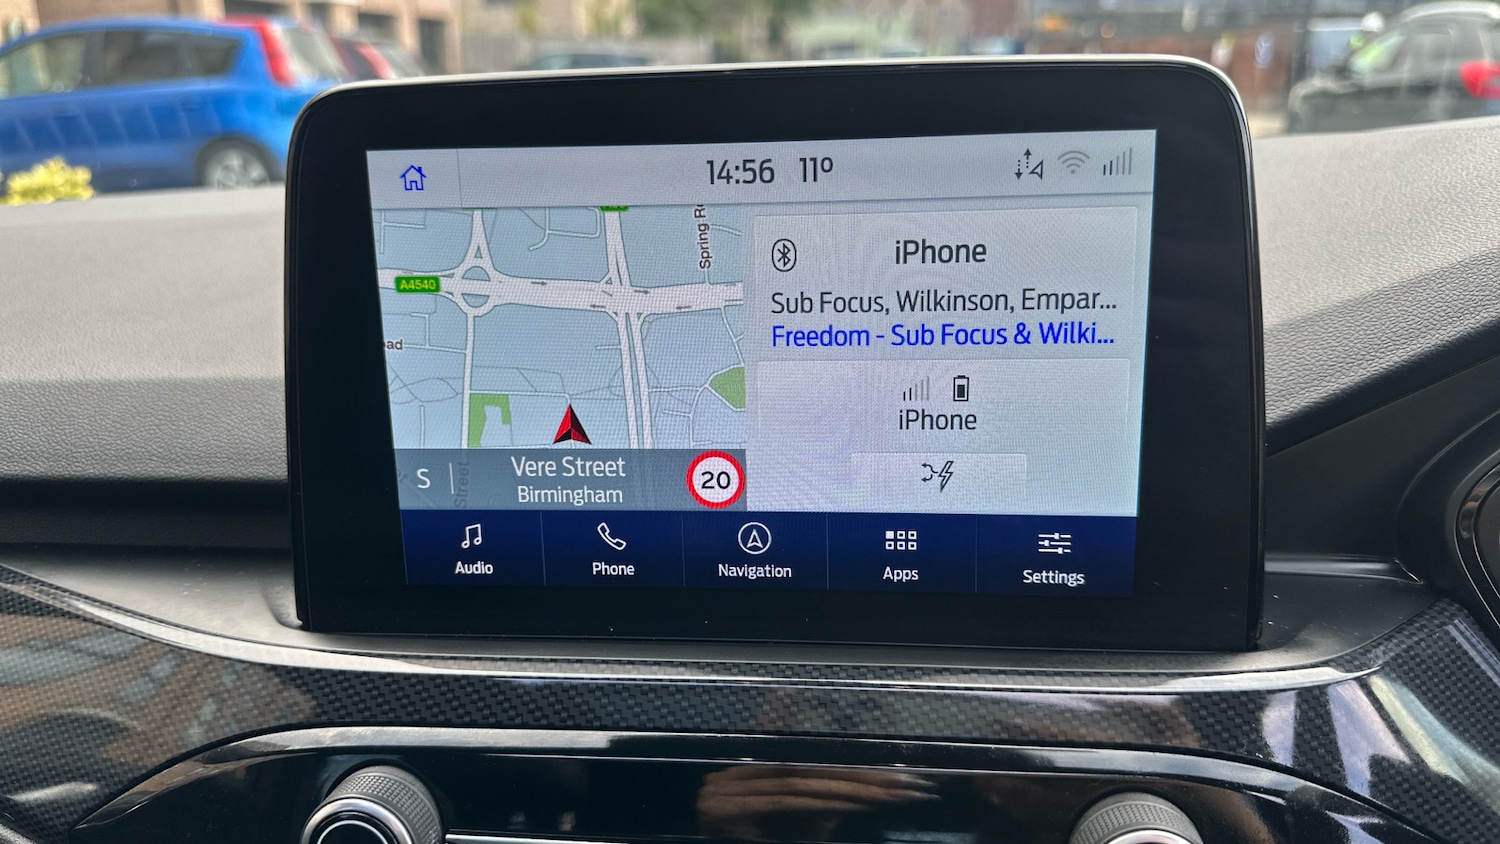 14:56 11°
Spring R
A4540
ad
S
Street
Vere Street
Birmingham
20
iPhone
Sub Focus, Wilkinson, Empar...
Freedom - Sub Focus & Wilki...
iPhone
Audio
Phone
Navigation
Apps
Settings